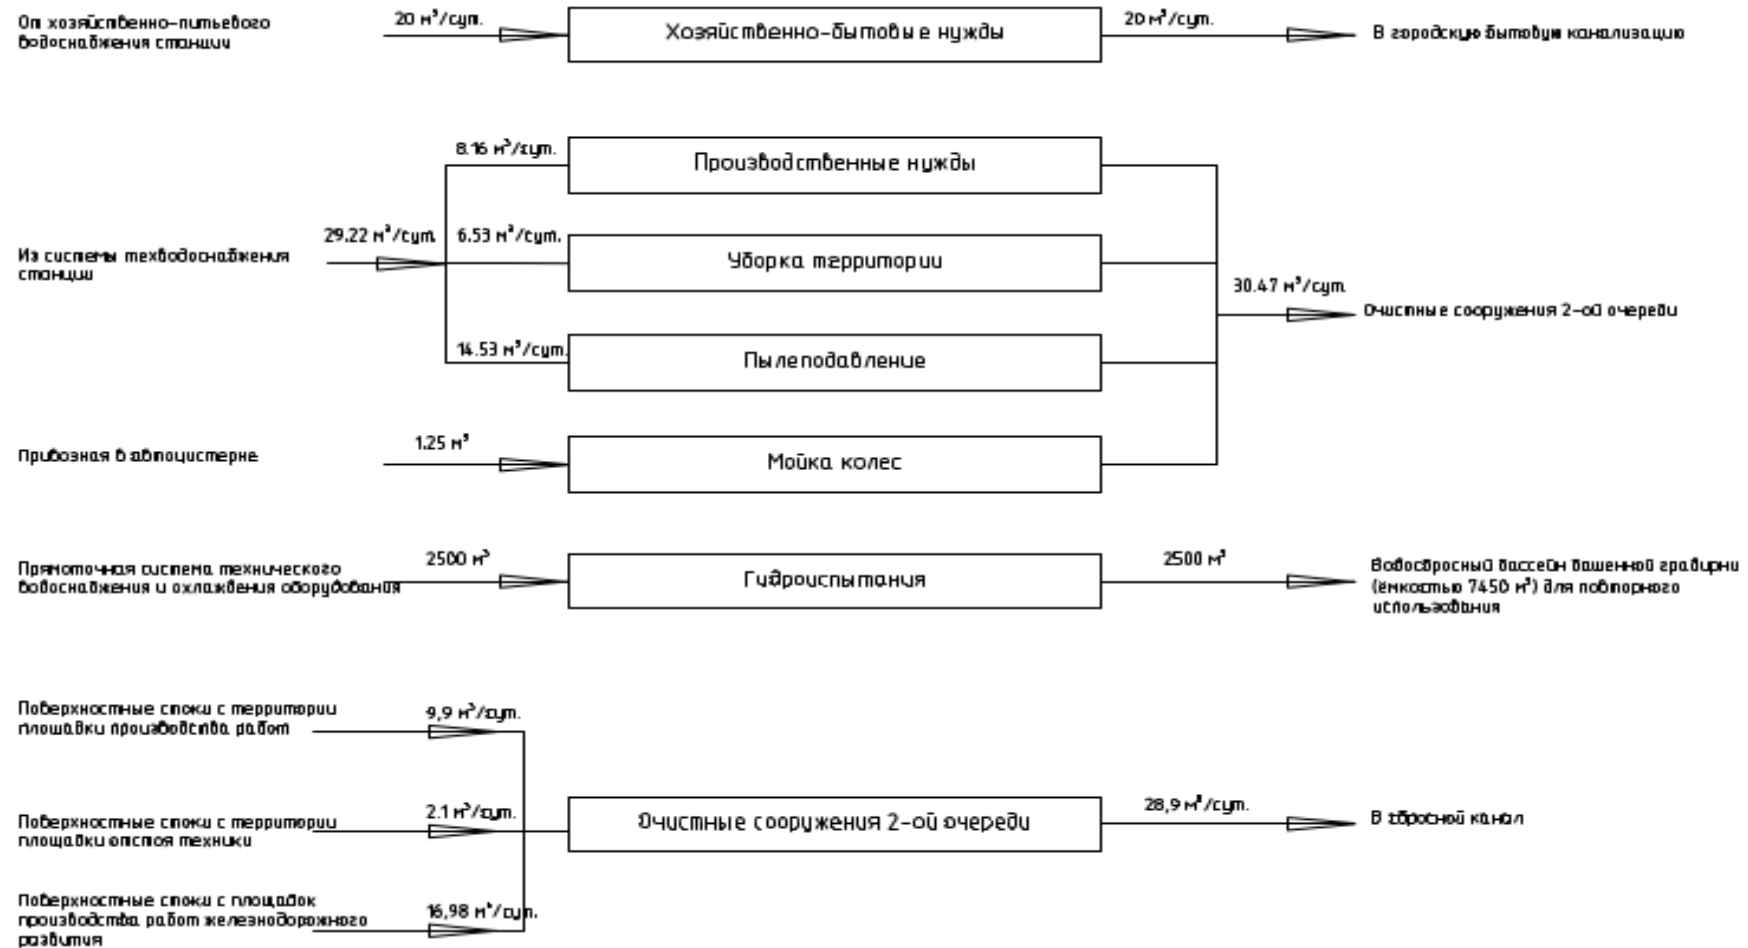 От хозяйственно-питьевого
водоснабжения станции
20 м³/сут.
Хозяйственно-бытовые нужды
20 м³/сут.
В городскую бытовую канализацию
8.16 м³/сут.
Производственные нужды
Из системы техводоснабжения
станции
29.22 м³/сут.
6.53 м³/сут.
Уборка территории
30.47 м³/сут.
Очистные сооружения 2-ой очереди
14.53 м³/сут.
Пылеподавление
Привозная в автоцистерне
1.25 м³
Мойка колес
Прямоточная система технического
водоснабжения и охлаждения оборудования
2500 м³
Гидроиспытания
2500 м³
Водосбросный бассейн башенной градирни
(емкостью 7450 м³) для повторного
использования
Поверхностные стоки с территории
площадки производства работ
9,9 м³/сут.
Поверхностные стоки с территории
площадки отстоя техники
2.1 м³/сут.
Очистные сооружения 2-ой очереди
28,9 м³/сут.
В сбросной канал
Поверхностные стоки с площадок
производства работ железнодорожного
развития
16,98 м³/сут.